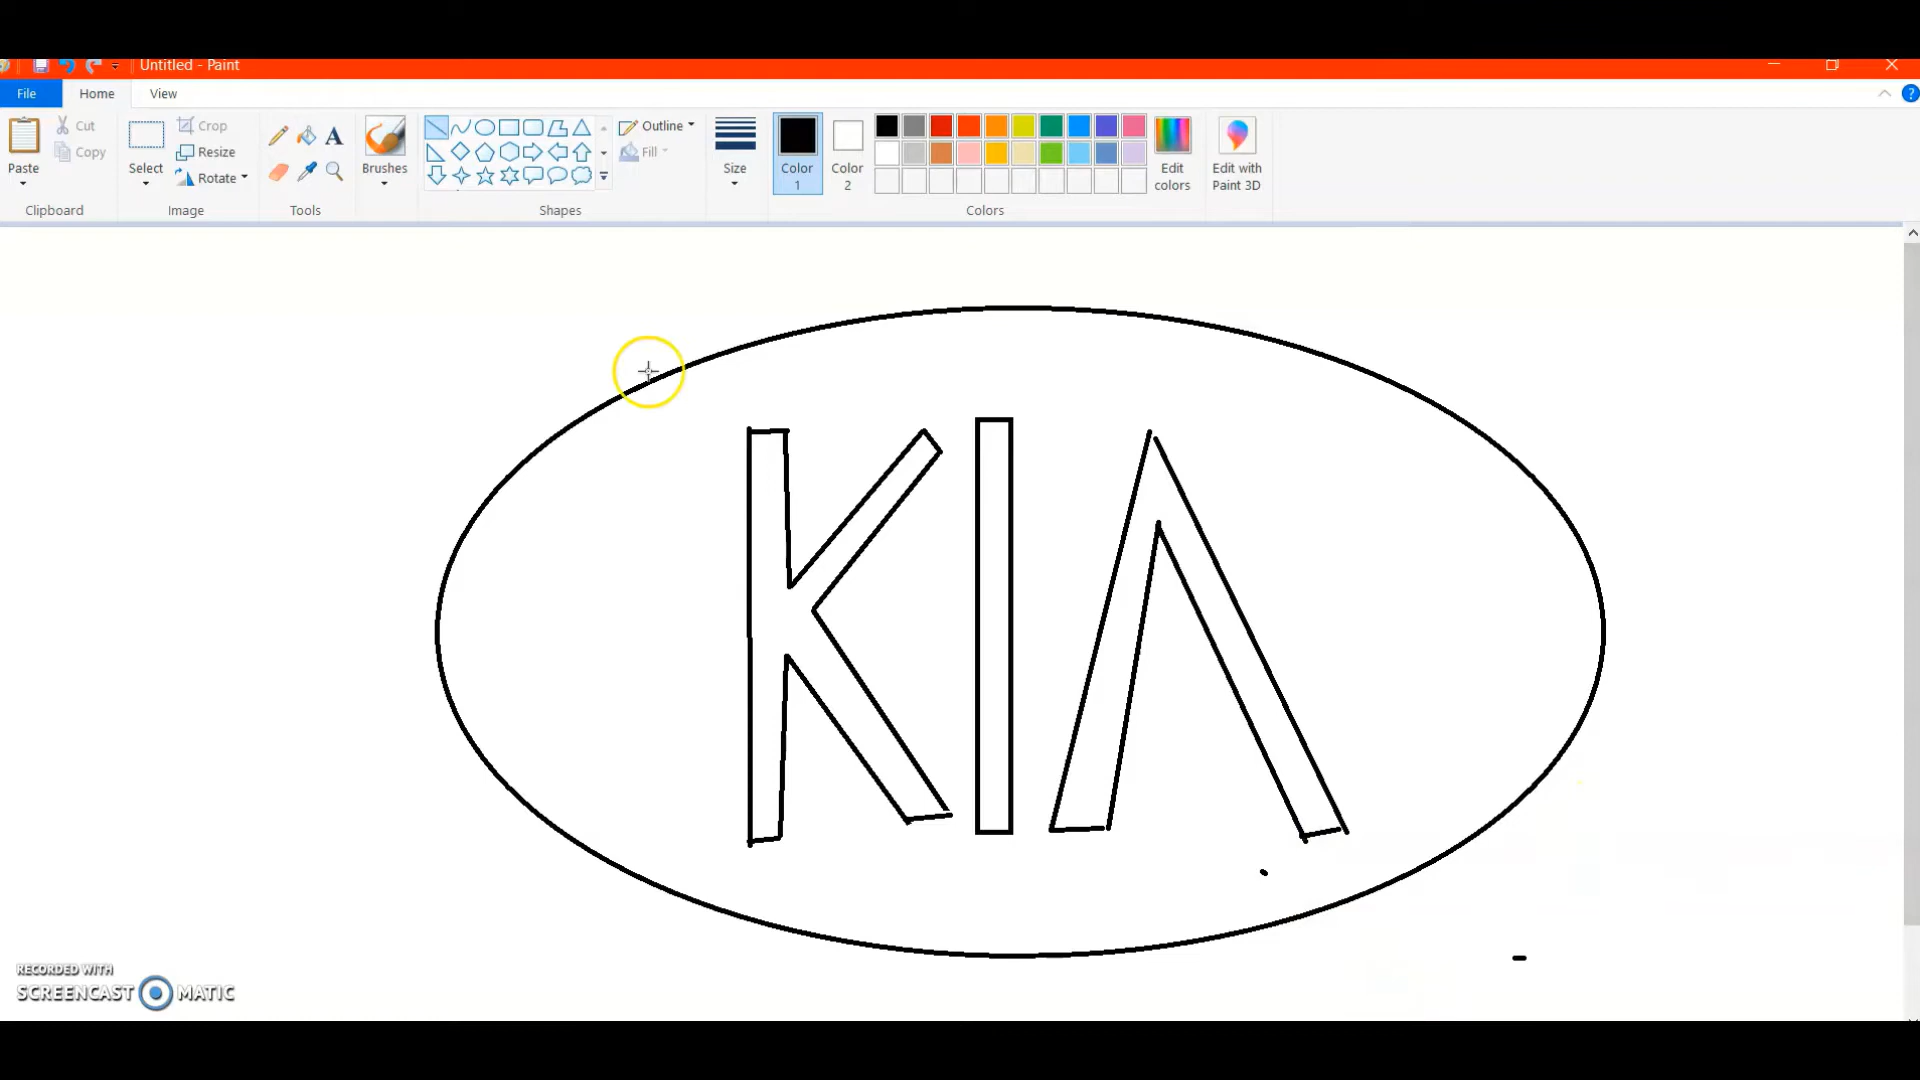 Untitled - Paint
File Home View
Paste
Cut
Copy
Clipboard
Select
Crop
Resize
Rotate
Image
Tools
Brushes
Shapes
Outline
Fill
Size
Color 1
Color 2
Colors
Edit colors
Edit with Paint 3D
KIΛ
RECORDED WITH
SCREENCAST MATIC